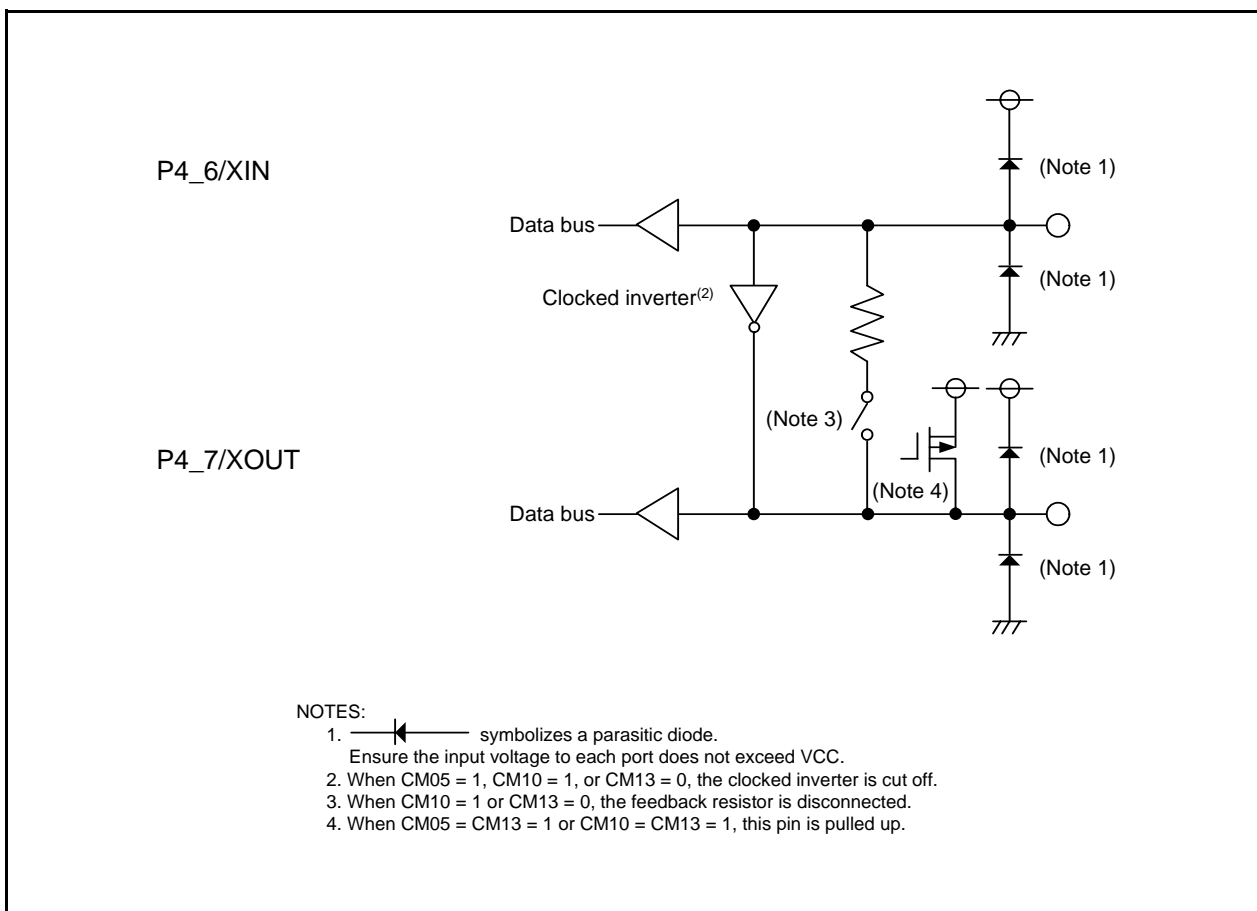 P4_6/XIN
(Note 1)
Data bus
(Note 1)
Clocked inverter(2)
(Note 3)
P4_7/XOUT
(Note 1)
(Note 4)
Data bus
(Note 1)
NOTES:
1. symbolizes a parasitic diode.
Ensure the input voltage to each port does not exceed VCC.
2. When CM05 = 1, CM10 = 1, or CM13 = 0, the clocked inverter is cut off.
3. When CM10 = 1 or CM13 = 0, the feedback resistor is disconnected.
4. When CM05 = CM13 = 1 or CM10 = CM13 = 1, this pin is pulled up.